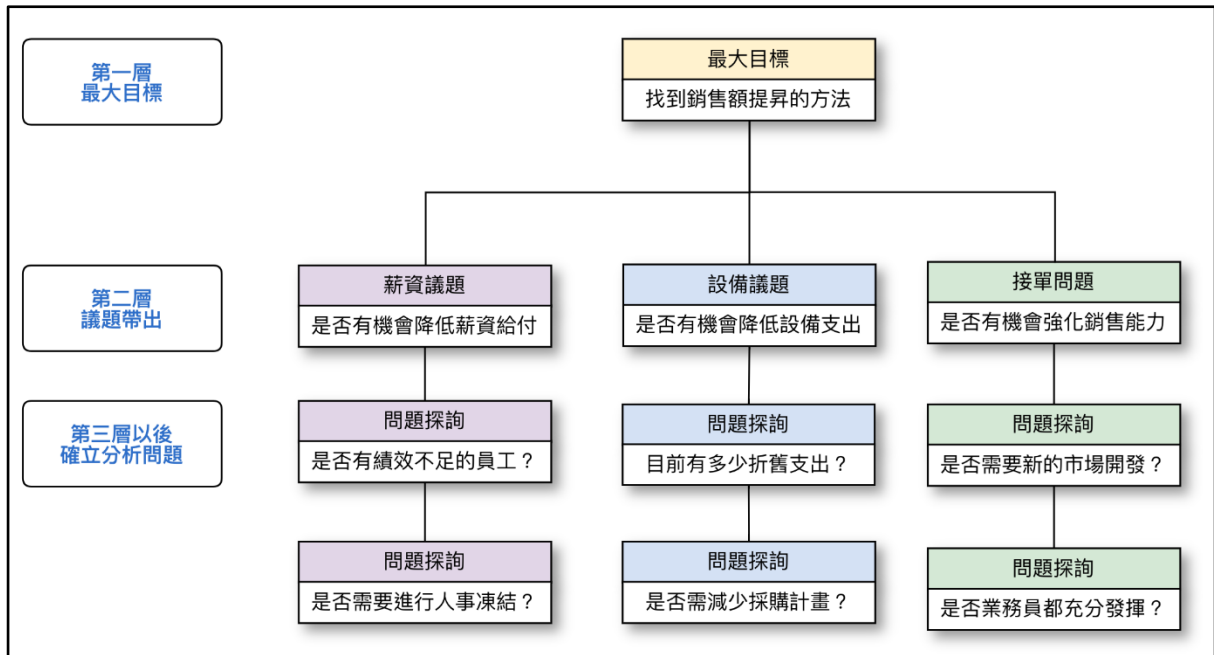 第一層
最大目標
最大目標
找到銷售額提昇的方法
第二層
議題帶出
薪資議題
是否有機會降低薪資給付
設備議題
是否有機會降低設備支出
接單問題
是否有機會強化銷售能力
第三層以後
確立分析問題
問題探詢
是否有績效不足的員工?
問題探詢
目前有多少折舊支出?
問題探詢
是否需要新的市場開發?
問題探詢
是否需要進行人事凍結?
問題探詢
是否需減少採購計畫?
問題探詢
是否業務員都充分發揮?